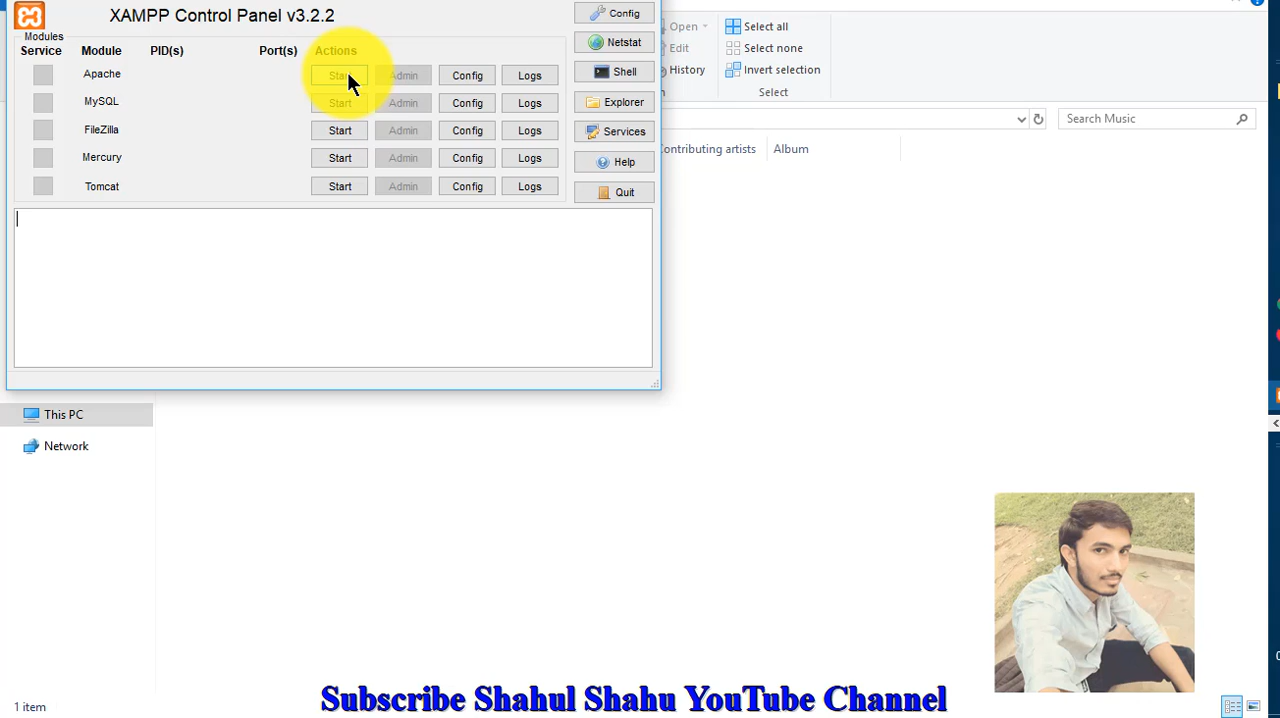 XAMPP Control Panel v3.2.2
Config
Modules
Service Module PID(s) Port(s) Actions
Netstat
Apache Start Admin Config Logs
Shell
MySQL Start Admin Config Logs
Explorer
FileZilla Start Admin Config Logs
Services
Mercury Start Admin Config Logs
Help
Tomcat Start Admin Config Logs
Quit
Open
Edit
History
Select all
Select none
Invert selection
Select
Search Music
Contributing artists Album
This PC
Network
1 item
Subscribe Shahul Shahu YouTube Channel